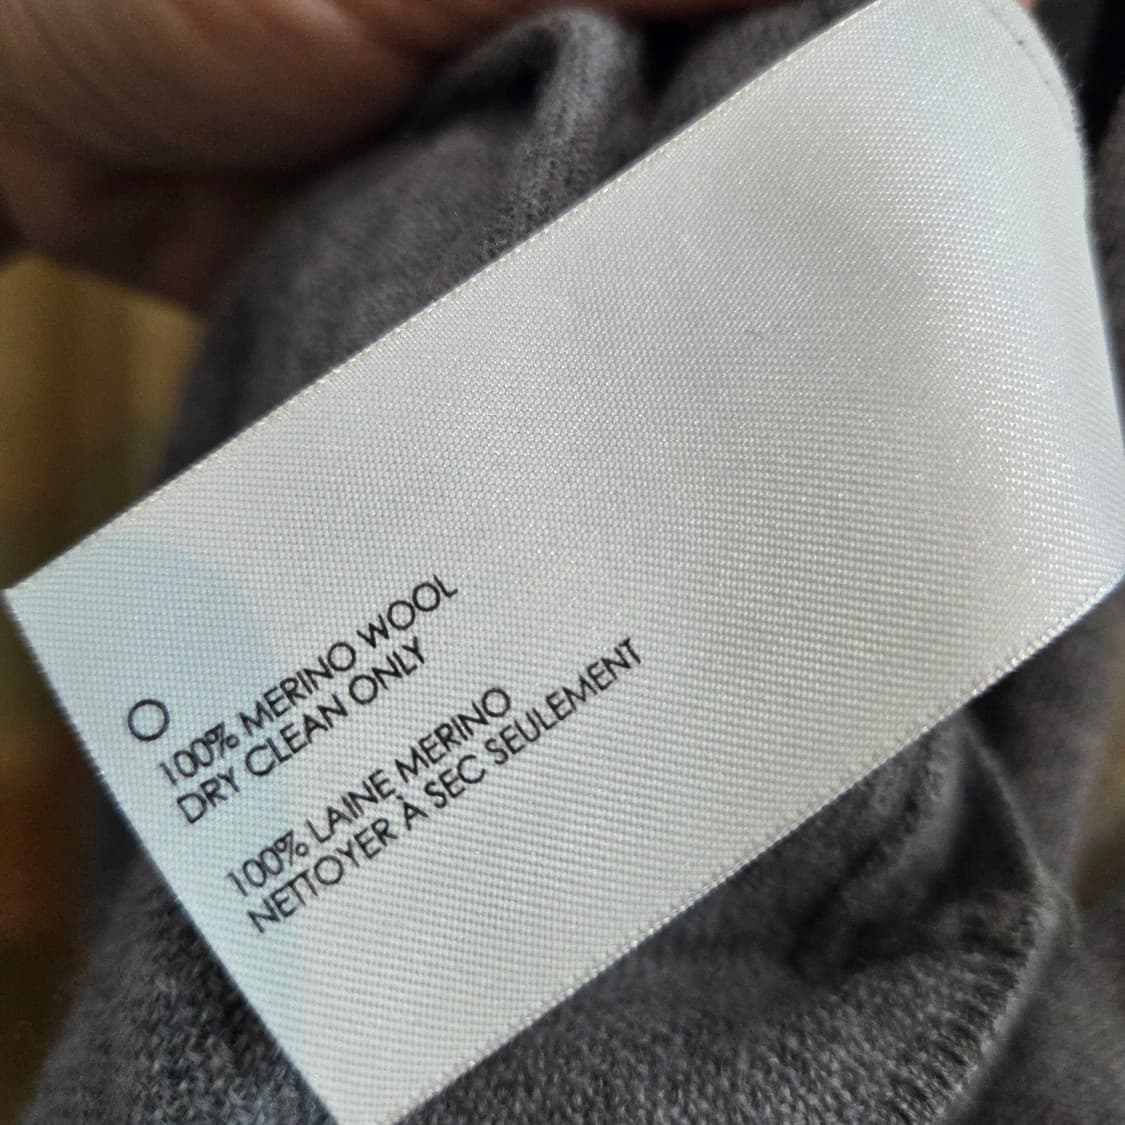 100% MERINO WOOL
DRY CLEAN ONLY
100% LAINE MERINO
NETTOYER À SEC SEULEMENT